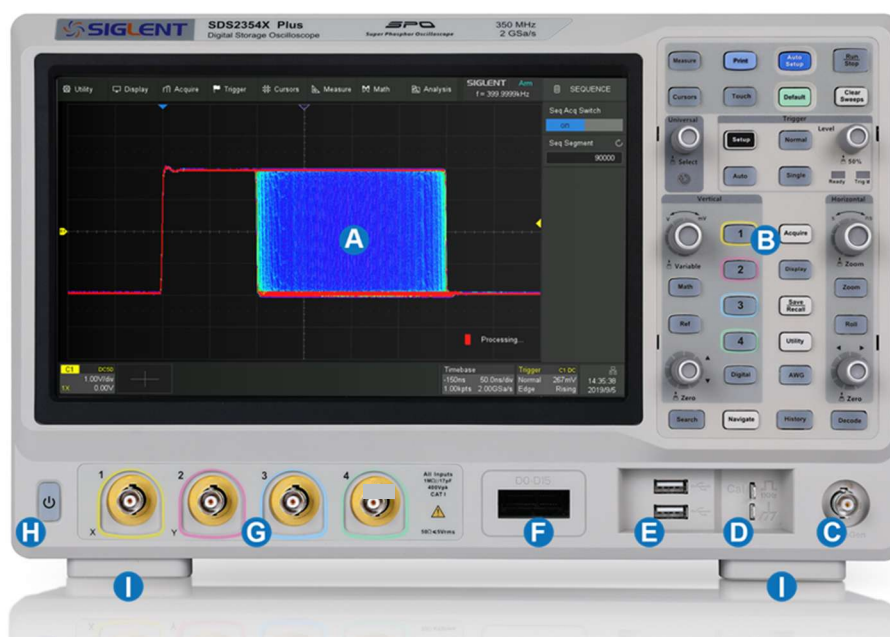 SIGLENT
SDS2354X Plus
Digital Storage Oscilloscope
SPO
Super Phosphor Oscilloscope
350 MHz
2 GSa/s
Utility
Display
Acquire
Trigger
Cursors
Measure
Math
Analysis
SIGLENT Arm
f = 399.9999kHz
SEQUENCE
Seq Acq Switch
on
Seq Segment
90000
A
Processing...
C1 DC50
1.00V/div
1X 0.00V
Timebase
-150ns 50.0ns/div
1.00kpts 2.00GSa/s
Trigger C1 DC
Normal 267mV
Edge Rising
14:35:38
2019/9/5
Measure
Print
Auto
Setup
Run
Stop
Cursors
Touch
Default
Clear
Sweeps
Universal
Select
Trigger
Setup
Normal
Level
50%
Auto
Single
Ready Trig'd
Vertical
V mV
Variable
Math
Ref
Zero
1
2
3
4
Digital
B
Acquire
Display
Save
Recall
Utility
AWG
Horizontal
Zoom
Zoom
Roll
Zero
Search
Navigate
History
Decode
H
1
X
2
Y
3
4
G
All Inputs
1MΩ||17pF
400Vpk
CAT I
50Ω≤5Vrms
D0-D15
F
E
Cal
D
C
I
I